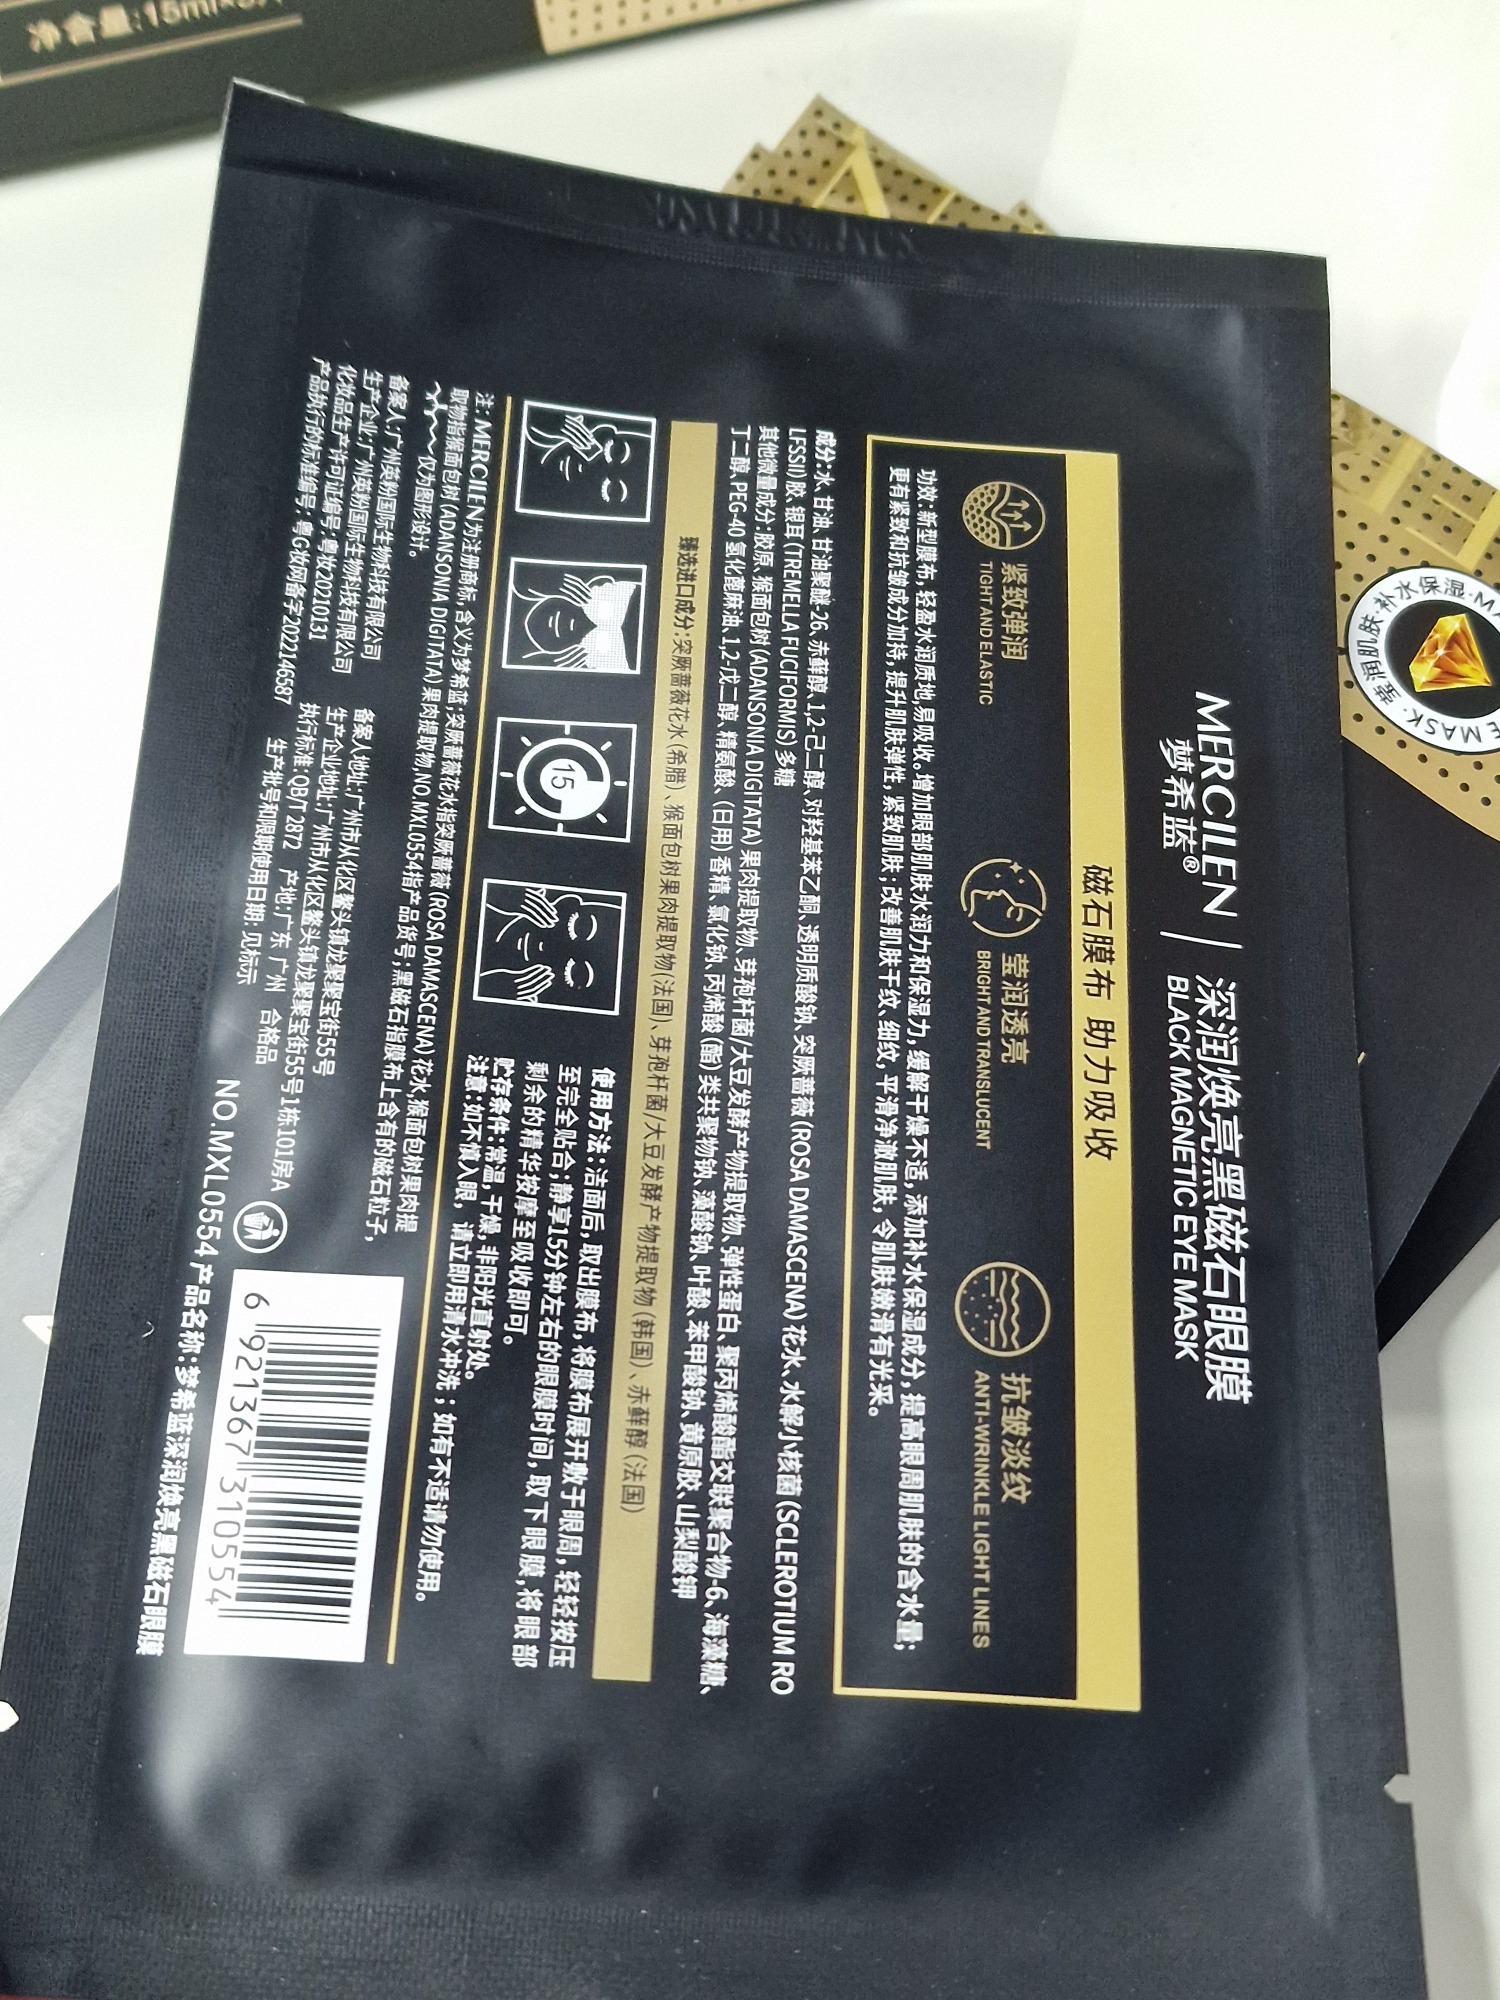 净含量:15ml×5片
MERCILEN
梦希蓝®
深润焕亮黑磁石眼膜
BLACK MAGNETIC EYE MASK
磁石膜布 助力吸收
紧致弹润
TIGHT AND ELASTIC
莹润透亮
BRIGHT AND TRANSLUCENT
抗皱淡纹
ANTI-WRINKLE LIGHT LINES
功效:新型膜布,轻盈水润质地,易吸收。增加眼部肌肤水润力和保湿力,缓解干燥不适,添加补水保湿成分,提高眼周肌肤的含水量;
更有紧致和抗皱成分加持,提升肌肤弹性,紧致肌肤;改善肌肤干纹、细纹,平滑净澈肌肤,令肌肤嫩滑有光采。
成分:水、甘油、甘油聚醚-26、赤藓醇、1,2-己二醇、对羟基苯乙酮、透明质酸钠、突厥蔷薇 (ROSA DAMASCENA) 花水、水解小核菌 (SCLEROTIUM RO
LFSSII) 胶、银耳 (TREMELLA FUCIFORMIS) 多糖
其他微量成分:胶原、猴面包树 (ADANSONIA DIGITATA) 果肉提取物、芽孢杆菌/大豆发酵产物提取物、弹性蛋白、聚丙烯酸酯交联聚合物-6、海藻糖、
丁二醇、PEG-40 氢化蓖麻油、1,2-戊二醇、精氨酸、(日用) 香精、氯化钠、丙烯酸 (酯) 类共聚物钠、藻酸钠、叶酸、苯甲酸钠、黄原胶、山梨酸钾
臻选进口成分:突厥蔷薇花水 (希腊)、猴面包树果肉提取物 (法国)、芽孢杆菌/大豆发酵产物提取物 (韩国)、赤藓醇 (法国)
15
使用方法:洁面后,取出膜布,将膜布展开敷于眼周,轻轻按压
至完全贴合;静享15分钟左右的眼膜时间,取下眼膜,将眼部
剩余的精华按摩至吸收即可。
贮存条件:常温,干燥,非阳光直射处。
注意:如不慎入眼,请立即用清水冲洗;如有不适请勿使用。
注:MERCILEN为注册商标,含义为梦希蓝;突厥蔷薇花水指突厥蔷薇 (ROSA DAMASCENA) 花水,猴面包树果肉提
取物指猴面包树 (ADANSONIA DIGITATA) 果肉提取物,NO.MXL0554指产品货号;黑磁石指膜布上含有的磁石粒子,
仅为图形设计。
备案人:广州英粉国际生物科技有限公司
生产企业:广州英粉国际生物科技有限公司
化妆品生产许可证编号:粤妆20210131
产品执行的标准编号:粤G妆网备字2022146587
备案人地址:广州市从化区鳌头镇龙聚聚宝街55号
生产企业地址:广州市从化区鳌头镇龙聚聚宝街55号1栋101房A
执行标准:QB/T 2872 产地:广东 广州 合格品
生产批号和限期使用日期:见标示
NO.MXL0554 产品名称:梦希蓝深润焕亮黑磁石眼膜
6 921367 310554
莹润肌肤·补水保湿·MA
E MASK·